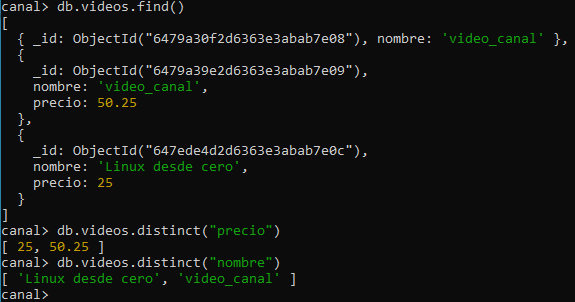 canal> db.videos.find()
[
  { _id: ObjectId("6479a30f2d6363e3abab7e08"), nombre: 'video_canal' },
  {
    _id: ObjectId("6479a39e2d6363e3abab7e09"),
    nombre: 'video_canal',
    precio: 50.25
  },
  {
    _id: ObjectId("647ede4d2d6363e3abab7e0c"),
    nombre: 'Linux desde cero',
    precio: 25
  }
]
canal> db.videos.distinct("precio")
[ 25, 50.25 ]
canal> db.videos.distinct("nombre")
[ 'Linux desde cero', 'video_canal' ]
canal>